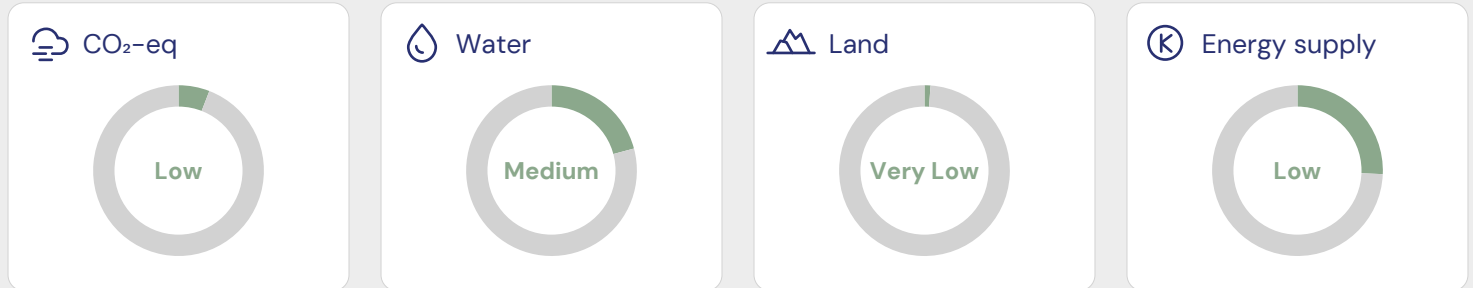 CO₂-eq
Low
Water
Medium
Land
Very Low
K
Energy supply
Low